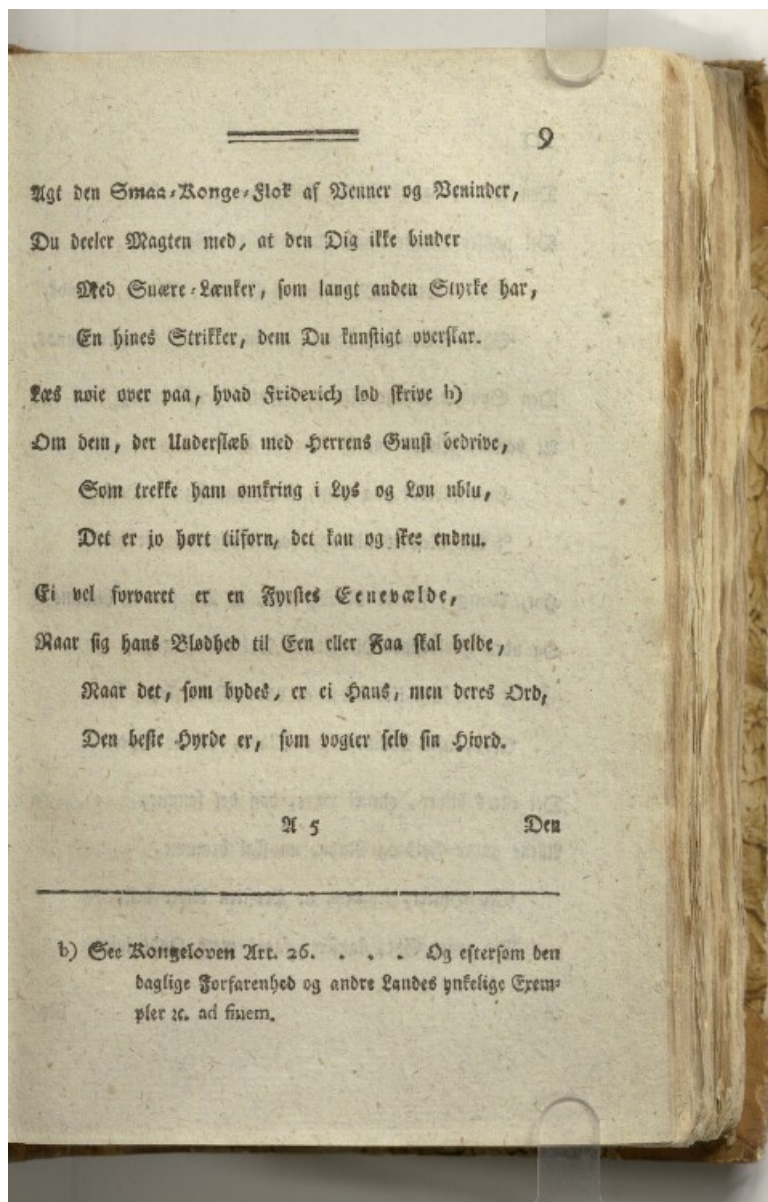 9
Agt den Smaa-Konge-Flok af Venner og Veninder,
Du deeler Magten med, at den Dig ikke binder
Med Snære-Lænker, som langt anden Styrke har,
En hines Strikker, dem Du kunstigt overskar.
Læs nøie over paa, hvad Friderich lod skrive b)
Om dem, der Underslæb med Herrens Gunst bedrive,
Som trekke ham omkring i Lys og Løn ublu,
Det er jo hørt tilforn, det kan og skee endnu.
Ei vel forvaret er en Fyrstes Eenevælde,
Naar sig hans Blødhed til Een eller Faa skal helde,
Naar det, som bydes, er ei Hans, men deres Ord,
Den beste Hyrde er, som vogter selv sin Hiord.
A 5 Den
b) See Kongeloven Art. 26. . . . Og eftersom den
daglige Forfarenhed og andre Landes ynkelige Exem-
pler ꝛc. ad finem.